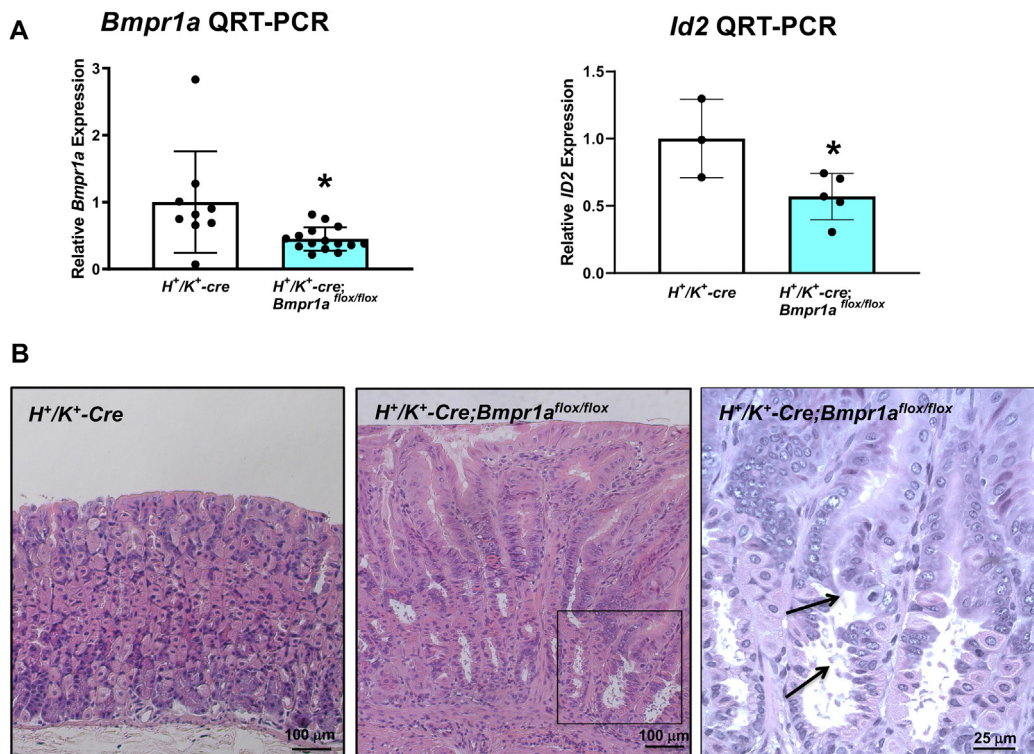 A
Bmpr1a QRT-PCR
Relative Bmpr1a Expression
3
2
1
0
H+/K+-cre
H+/K+-cre;
Bmpr1a flox/flox
*
Id2 QRT-PCR
Relative ID2 Expression
1.5
1.0
0.5
0.0
H+/K+-cre
H+/K+-cre;
Bmpr1a flox/flox
*
B
H+/K+-Cre
100 μm
H+/K+-Cre;Bmpr1aflox/flox
100 μm
H+/K+-Cre;Bmpr1aflox/flox
25 μm